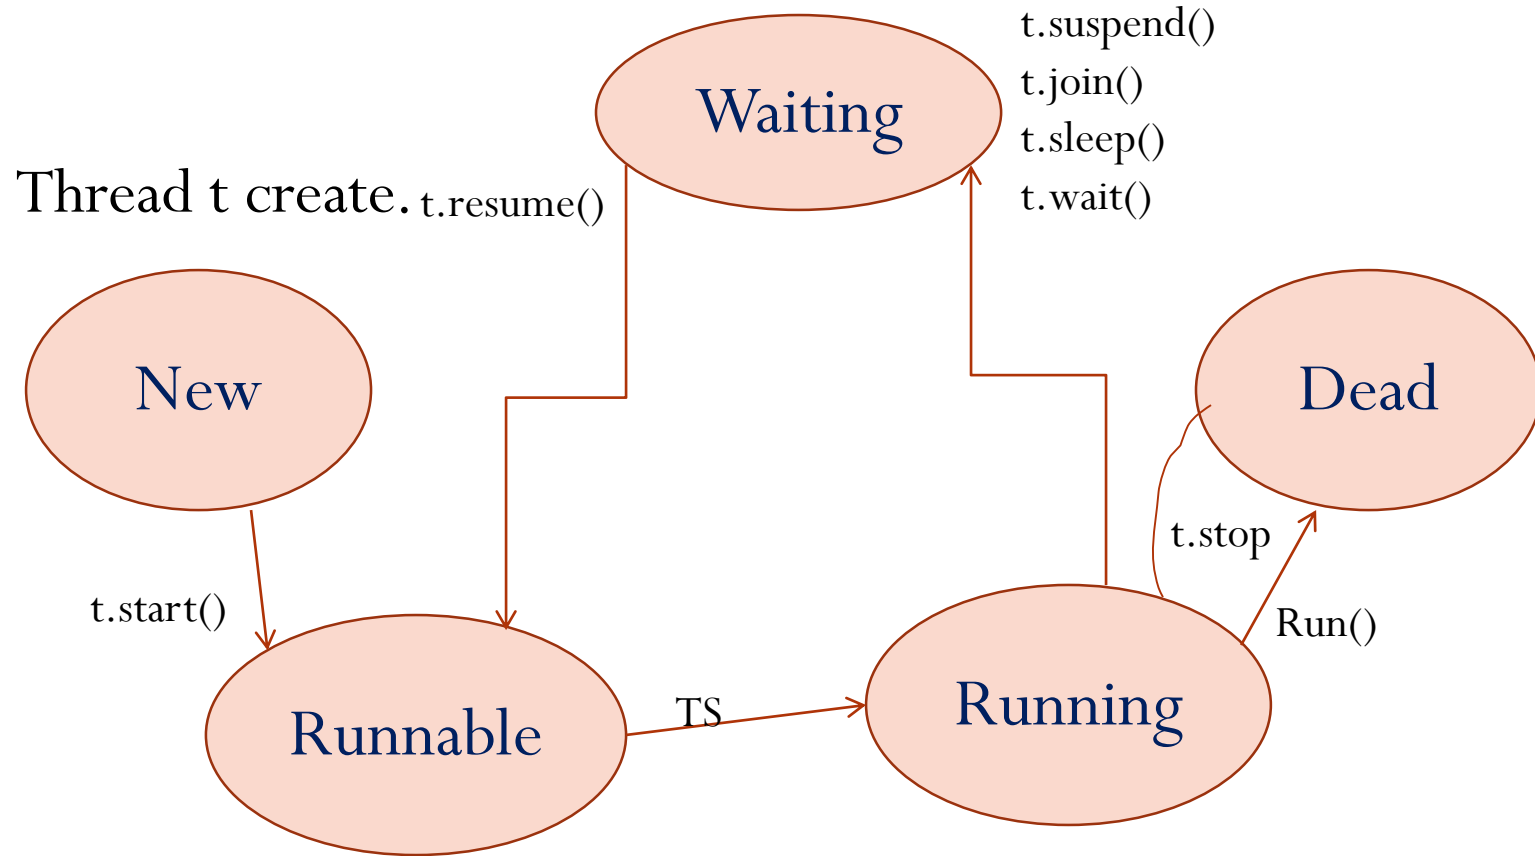 t.suspend()
Waiting
t.join()
t.sleep()
Thread t create.
t.resume()
t.wait()
New
Dead
t.stop
t.start()
Run()
TS
Running
Runnable